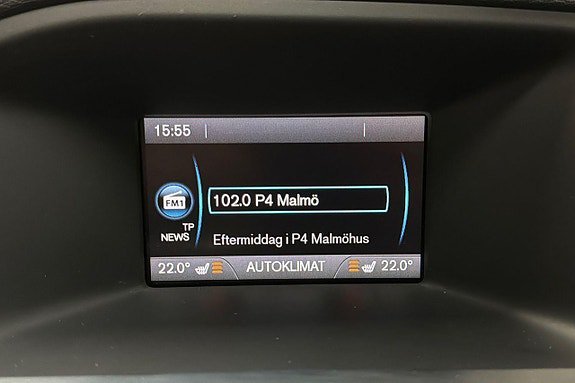 15:55
FM1
102.0 P4 Malmö
TP
NEWS
Eftermiddag i P4 Malmöhus
22.0° AUTOKLIMAT 22.0°